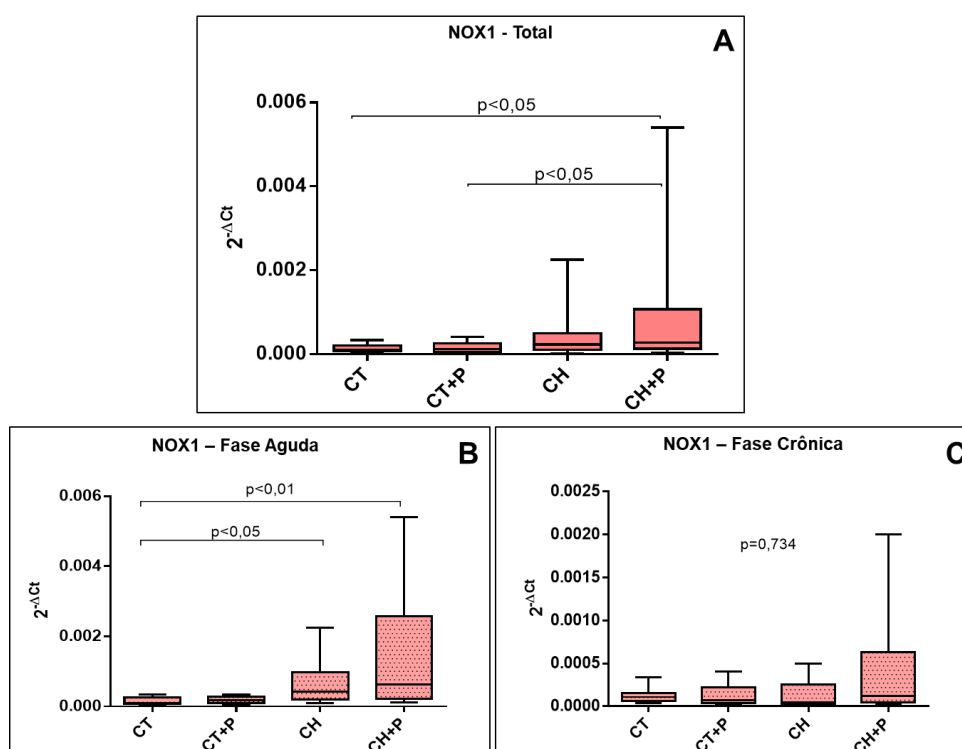 NOX1 - Total
A
0.006
0.004
0.002
0.000
2^-ΔCt
p<0,05
p<0,05
CT
CT+P
CH
CH+P
NOX1 – Fase Aguda
B
0.006
0.004
0.002
0.000
2^-ΔCt
p<0,01
p<0,05
CT
CT+P
CH
CH+P
NOX1 – Fase Crônica
C
0.0025
0.0020
0.0015
0.0010
0.0005
0.0000
2^-ΔCt
p=0,734
CT
CT+P
CH
CH+P